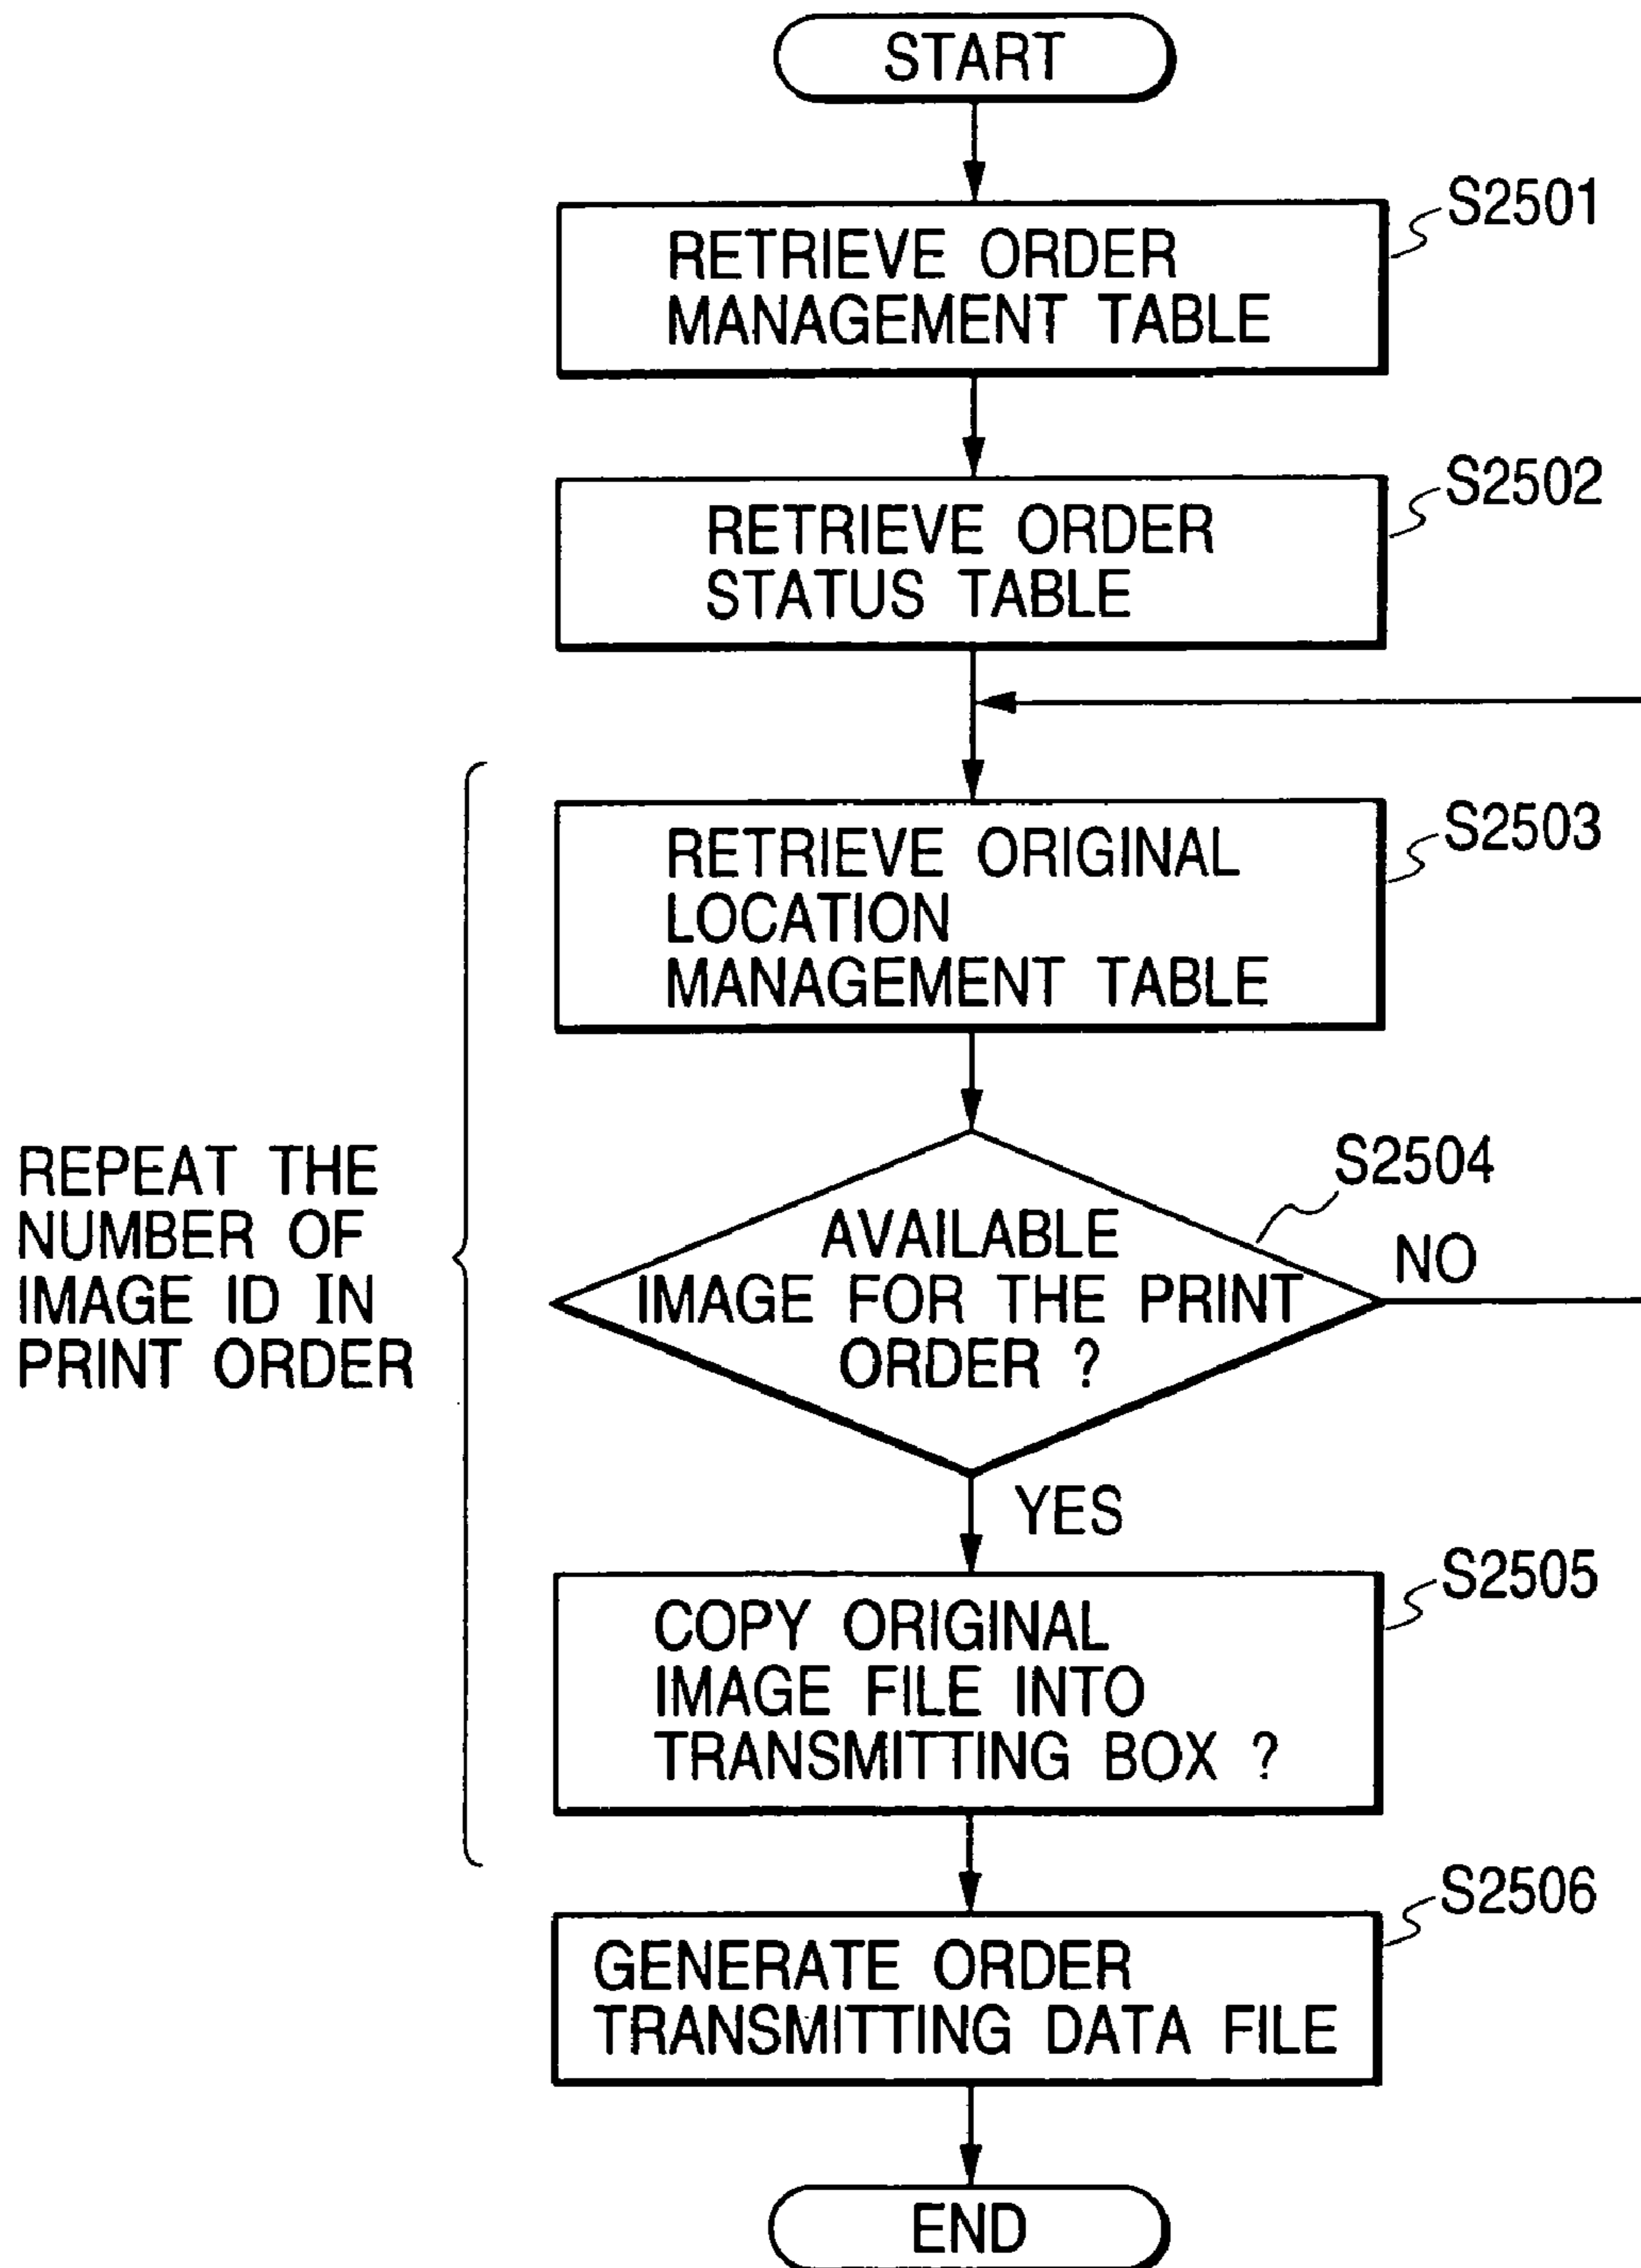 START
S2501
RETRIEVE ORDER
MANAGEMENT TABLE
S2502
RETRIEVE ORDER
STATUS TABLE
S2503
RETRIEVE ORIGINAL
LOCATION
MANAGEMENT TABLE
REPEAT THE
NUMBER OF
IMAGE ID IN
PRINT ORDER
S2504
AVAILABLE
IMAGE FOR THE PRINT
ORDER ?
NO
YES
S2505
COPY ORIGINAL
IMAGE FILE INTO
TRANSMITTING BOX ?
S2506
GENERATE ORDER
TRANSMITTING DATA FILE
END